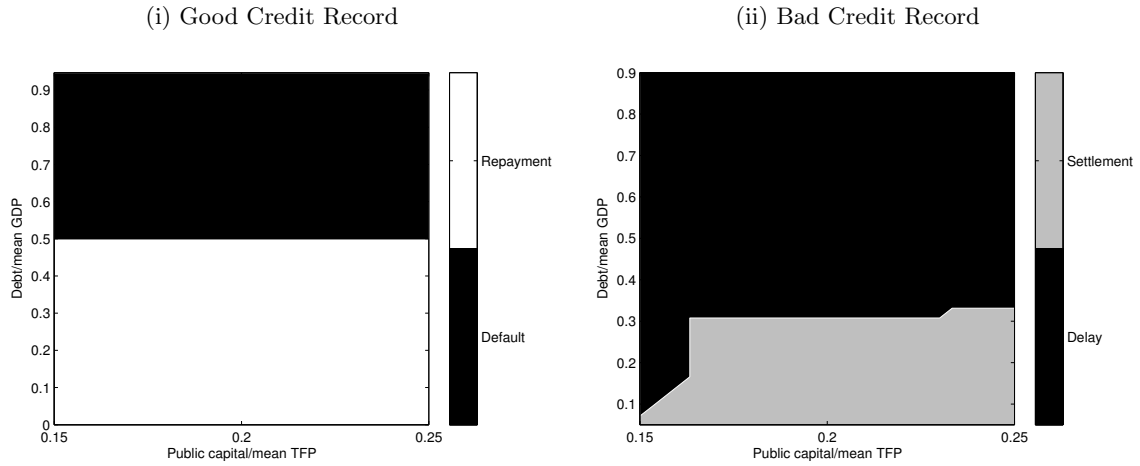 (i) Good Credit Record
0.9
0.8
0.7
0.6
0.5
0.4
0.3
0.2
0.1
0
0.15
0.2
0.25
Debt/mean GDP
Public capital/mean TFP
Repayment
Default
(ii) Bad Credit Record
0.9
0.8
0.7
0.6
0.5
0.4
0.3
0.2
0.1
0.15
0.2
0.25
Debt/mean GDP
Public capital/mean TFP
Settlement
Delay